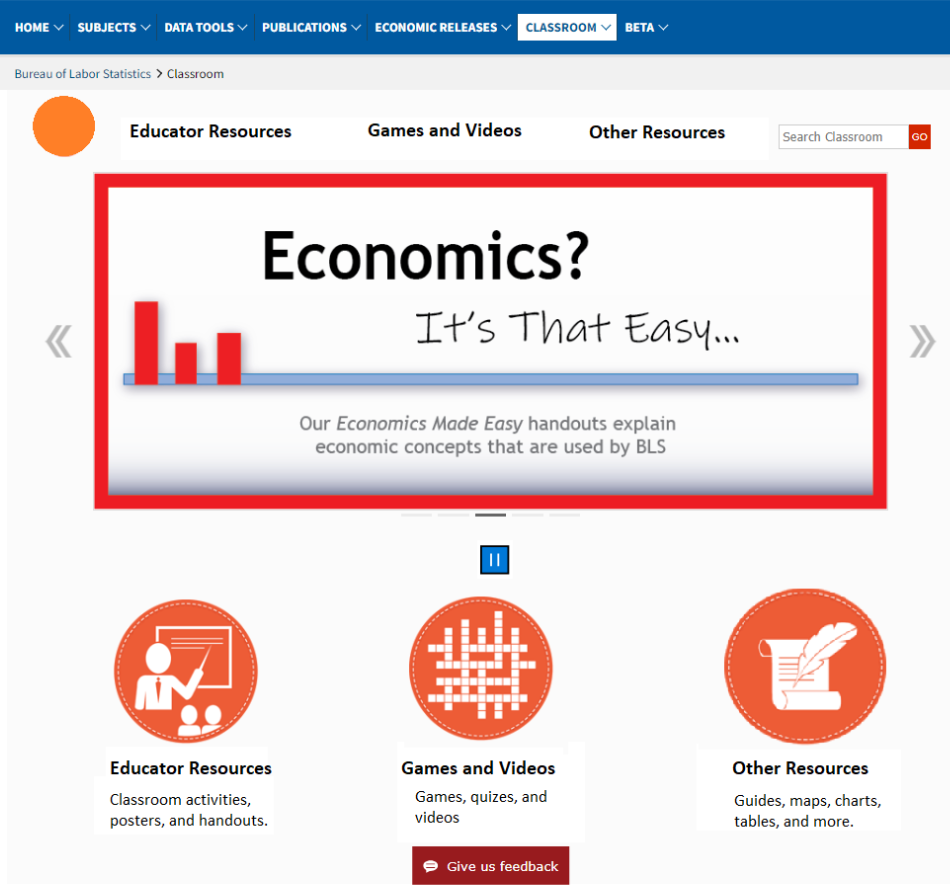 HOME SUBJECTS DATA TOOLS PUBLICATIONS ECONOMIC RELEASES CLASSROOM BETA
Bureau of Labor Statistics > Classroom
Educator Resources Games and Videos Other Resources Search Classroom GO
Economics?
It's That Easy...
Our Economics Made Easy handouts explain
economic concepts that are used by BLS
Educator Resources
Classroom activities,
posters, and handouts.
Games and Videos
Games, quizes, and
videos
Other Resources
Guides, maps, charts,
tables, and more.
Give us feedback